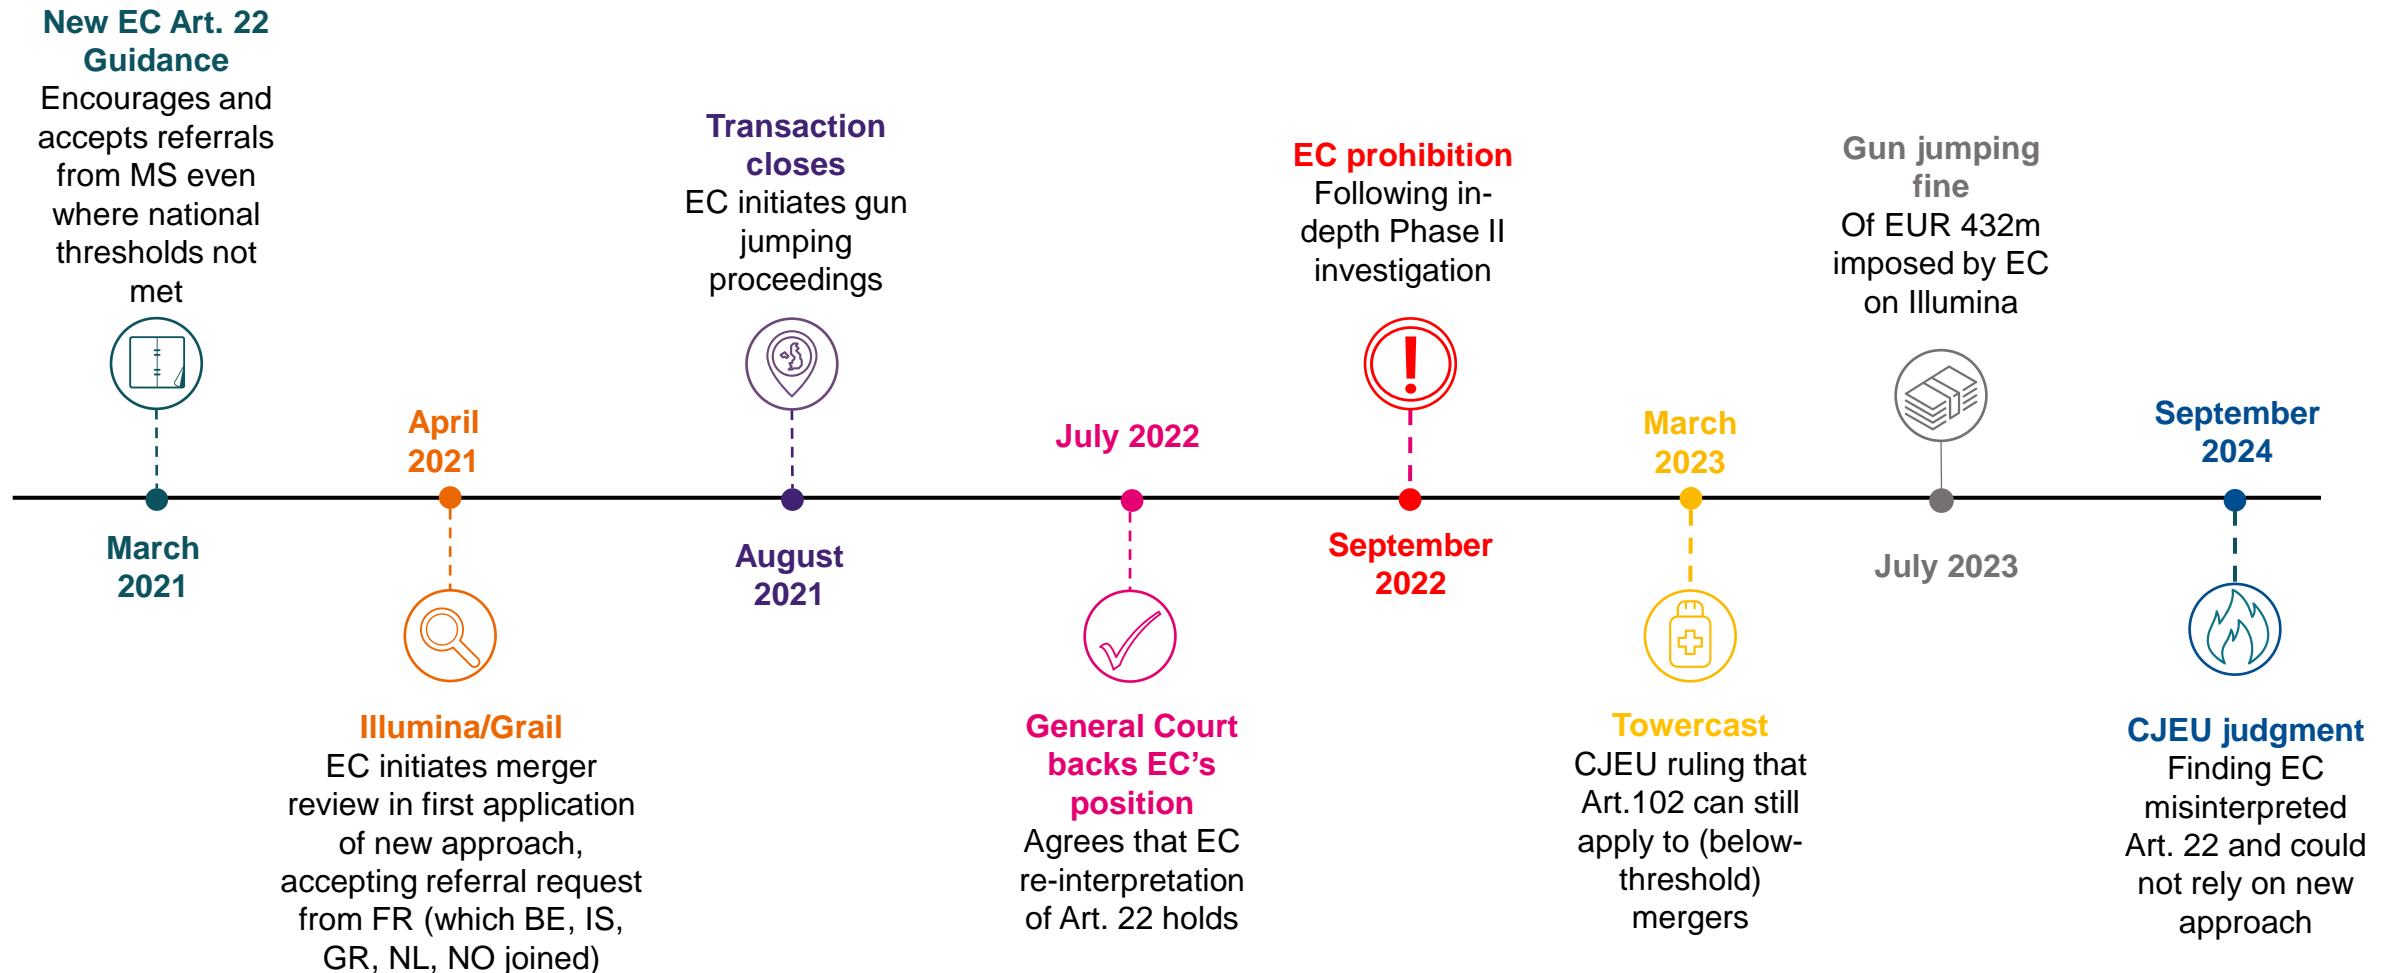 New EC Art. 22
Guidance
Encourages and
accepts referrals
from MS even
where national
thresholds not
met
March
2021
April
2021
Illumina/Grail
EC initiates merger
review in first application
of new approach,
accepting referral request
from FR (which BE, IS,
GR, NL, NO joined)
Transaction
closes
EC initiates gun
jumping
proceedings
August
2021
July 2022
General Court
backs EC’s
position
Agrees that EC
re-interpretation
of Art. 22 holds
EC prohibition
Following in-
depth Phase II
investigation
September
2022
March
2023
Towercast
CJEU ruling that
Art.102 can still
apply to (below-
threshold)
mergers
Gun jumping
fine
Of EUR 432m
imposed by EC
on Illumina
July 2023
September
2024
CJEU judgment
Finding EC
misinterpreted
Art. 22 and could
not rely on new
approach